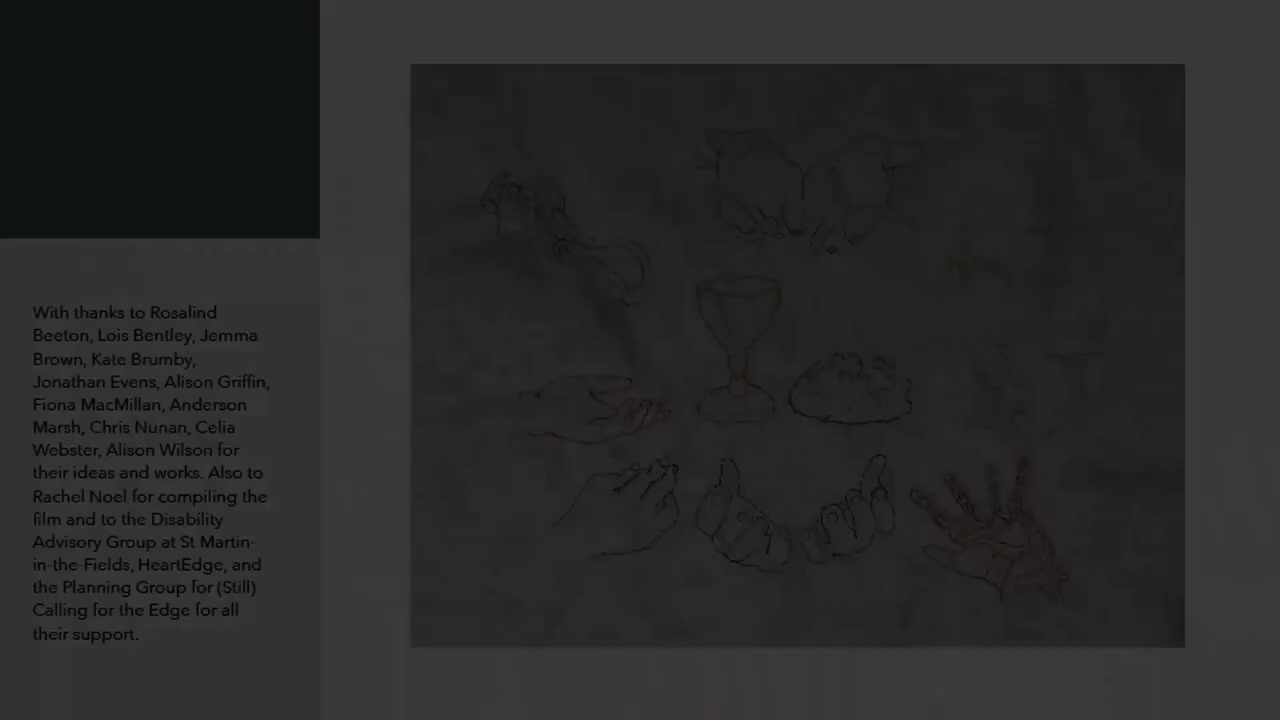 With thanks to Rosalind
Beeton, Lois Bentley, Jemma
Brown, Kate Brumby,
Jonathan Evens, Alison Griffin,
Fiona MacMillan, Anderson
Marsh, Chris Nunan, Celia
Webster, Alison Wilson for
their ideas and works. Also to
Rachel Noel for compiling the
film and to the Disability
Advisory Group at St Martin-
in-the-Fields, HeartEdge, and
the Planning Group for (Still)
Calling for the Edge for all
their support.